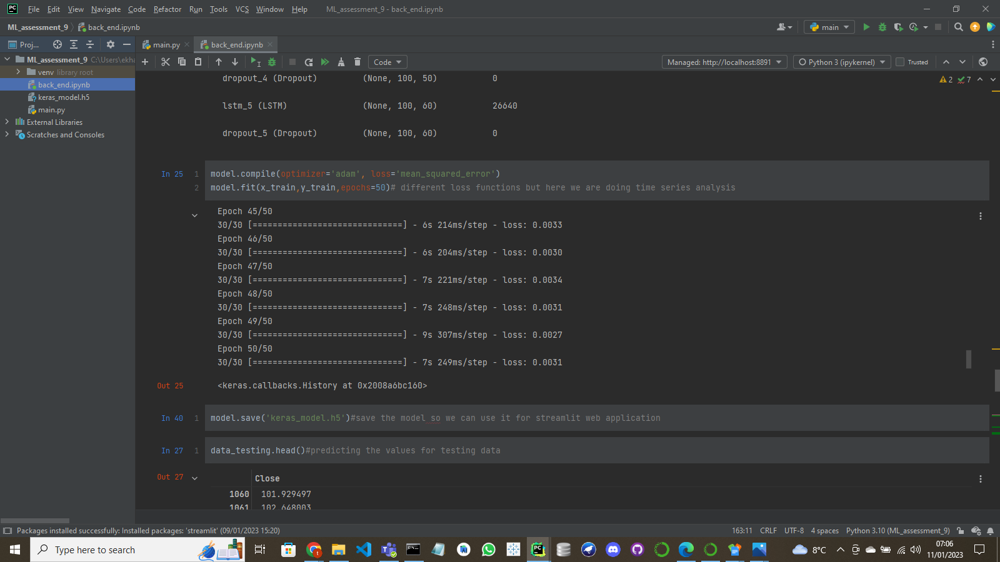 PC File Edit View Navigate Code Refactor Run Tools VCS Window Help ML_assessment_9 - back_end.ipynb
ML_assessment_9 back_end.ipynb main
Proj... main.py back_end.ipynb
ML_assessment_9 C:\Users\ekha
Code Managed: http://localhost:8891 Python 3 (ipykernel) Trusted
venv library root
back_end.ipynb
keras_model.h5
main.py
External Libraries
Scratches and Consoles
2 7
dropout_4 (Dropout) (None, 100, 50) 0
lstm_5 (LSTM) (None, 100, 60) 26640
dropout_5 (Dropout) (None, 100, 60) 0
In 25 1 model.compile(optimizer='adam', loss='mean_squared_error')
2 model.fit(x_train,y_train,epochs=50)# different loss functions but here we are doing time series analysis
Epoch 45/50
30/30 [==============================] - 6s 214ms/step - loss: 0.0033
Epoch 46/50
30/30 [==============================] - 6s 204ms/step - loss: 0.0030
Epoch 47/50
30/30 [==============================] - 7s 221ms/step - loss: 0.0034
Epoch 48/50
30/30 [==============================] - 7s 248ms/step - loss: 0.0031
Epoch 49/50
30/30 [==============================] - 9s 307ms/step - loss: 0.0027
Epoch 50/50
30/30 [==============================] - 7s 249ms/step - loss: 0.0031
Out 25 <keras.callbacks.History at 0x2008a6bc160>
In 40 1 model.save('keras_model.h5')#save the model so we can use it for streamlit web application
In 27 1 data_testing.head()#predicting the values for testing data
Out 27 Close
1060 101.929497
1061 102.648003
Packages installed successfully: Installed packages: 'streamlit' (09/01/2023 15:20) 163:11 CRLF UTF-8 4 spaces Python 3.10 (ML_assessment_9)
Type here to search 8°C 07:06
11/01/2023